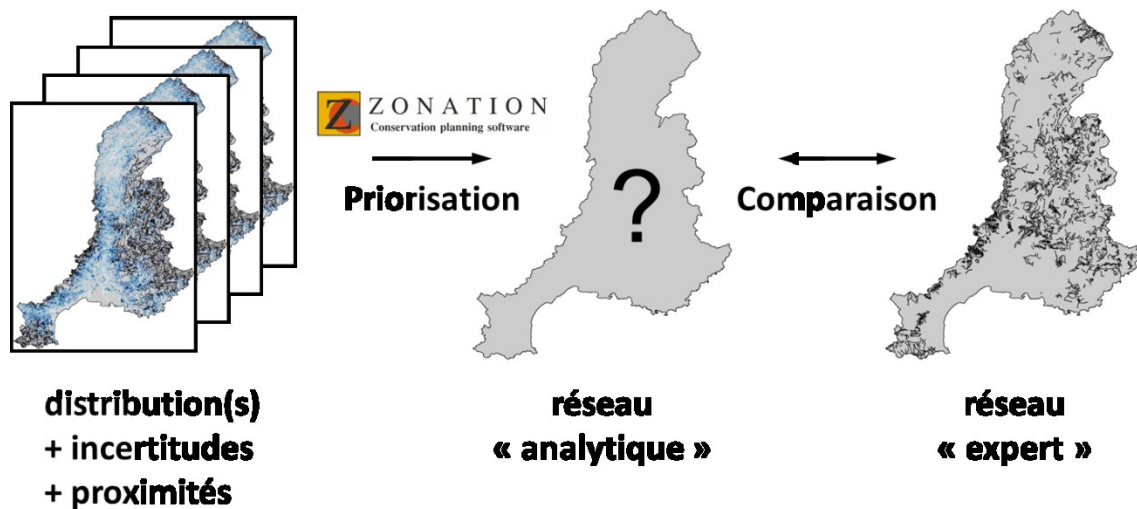 Z ZONATION
Conservation planning software
Priorisation
?
Comparaison
distribution(s)
+ incertitudes
+ proximités
réseau
« analytique »
réseau
« expert »